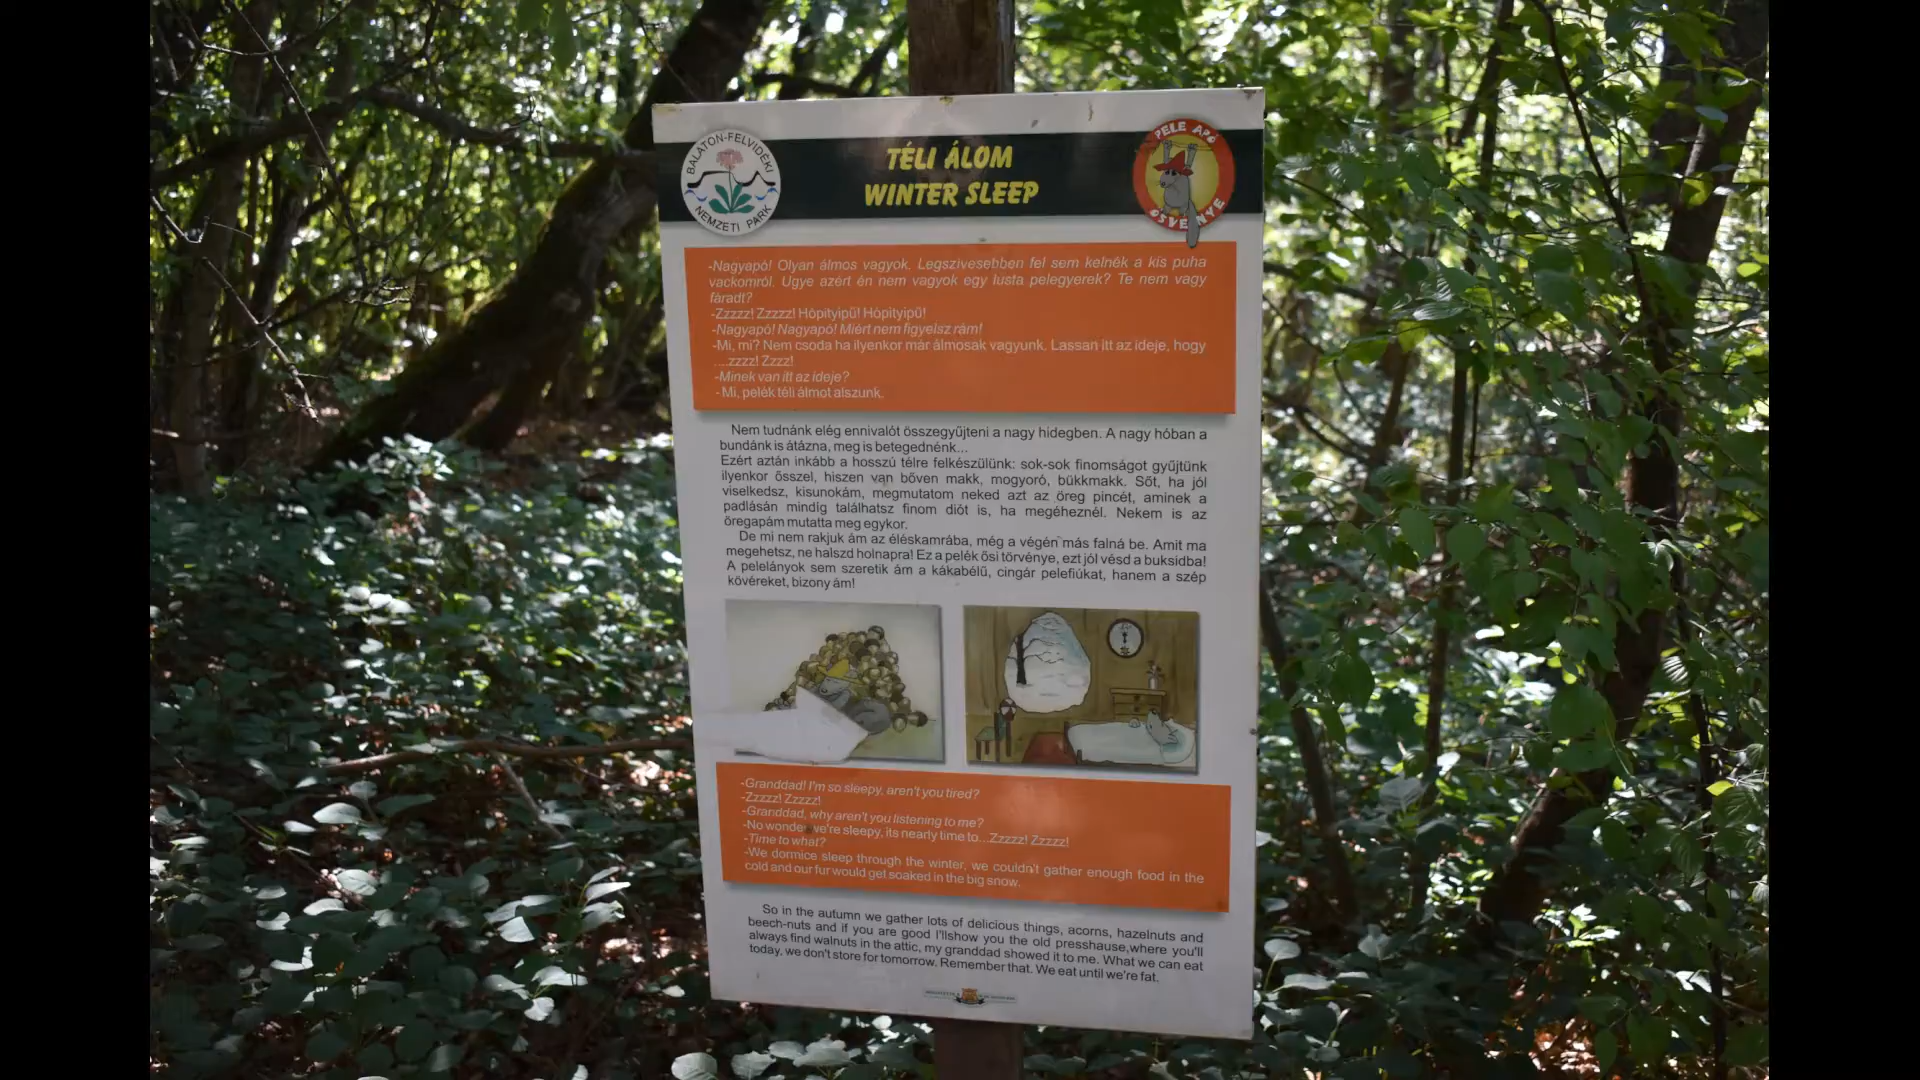 BALATON-FELVIDÉKI
NEMZETI PARK
TÉLI ÁLOM
WINTER SLEEP
PELE APÓ
ÖSVÉNYE
-Nagyapó! Olyan álmos vagyok. Legszívesebben fel sem kelnék a kis puha
vackomról. Ugye azért én nem vagyok egy lusta pelegyerek? Te nem vagy
fáradt?
-Zzzzz! Zzzzz! Hópityipü! Hópityipü!
-Nagyapó! Nagyapó! Miért nem figyelsz rám!
-Mi, mi? Nem csoda ha ilyenkor már álmosak vagyunk. Lassan itt az ideje, hogy
....zzzz! Zzzz!
-Minek van itt az ideje?
- Mi, pelék téli álmot alszunk.
Nem tudnánk elég ennivalót összegyűjteni a nagy hidegben. A nagy hóban a
bundánk is átázna, meg is betegednénk...
Ezért aztán inkább a hosszú télre felkészülünk: sok-sok finomságot gyűjtünk
ilyenkor ősszel, hiszen van bőven makk, mogyoró, bükkmakk. Sőt, ha jól
viselkedsz, kisunokám, megmutatom neked azt az öreg pincét, aminek a
padlásán mindig találhatsz finom diót is, ha megéheznél. Nekem is az
öregapám mutatta meg egykor.
De mi nem rakjuk ám az éléskamrába, még a végén más falná be. Amit ma
megehetsz, ne halszd holnapra! Ez a pelék ősi törvénye, ezt jól vésd a buksidba!
A pelelányok sem szeretik ám a kákabélű, cingár pelefiúkat, hanem a szép
kövéreket, bizony ám!
-Granddad! I'm so sleepy, aren't you tired?
-Zzzzz! Zzzzz!
-Granddad, why aren't you listening to me?
-No wonder we're sleepy, its nearly time to...Zzzzz! Zzzzz!
-Time to what?
-We dormice sleep through the winter, we couldn't gather enough food in the
cold and our fur would get soaked in the big snow.
So in the autumn we gather lots of delicious things, acorns, hazelnuts and
beech-nuts and if you are good I'llshow you the old presshause,where you'll
always find walnuts in the attic, my granddad showed it to me. What we can eat
today, we don't store for tomorrow. Remember that. We eat until we're fat.